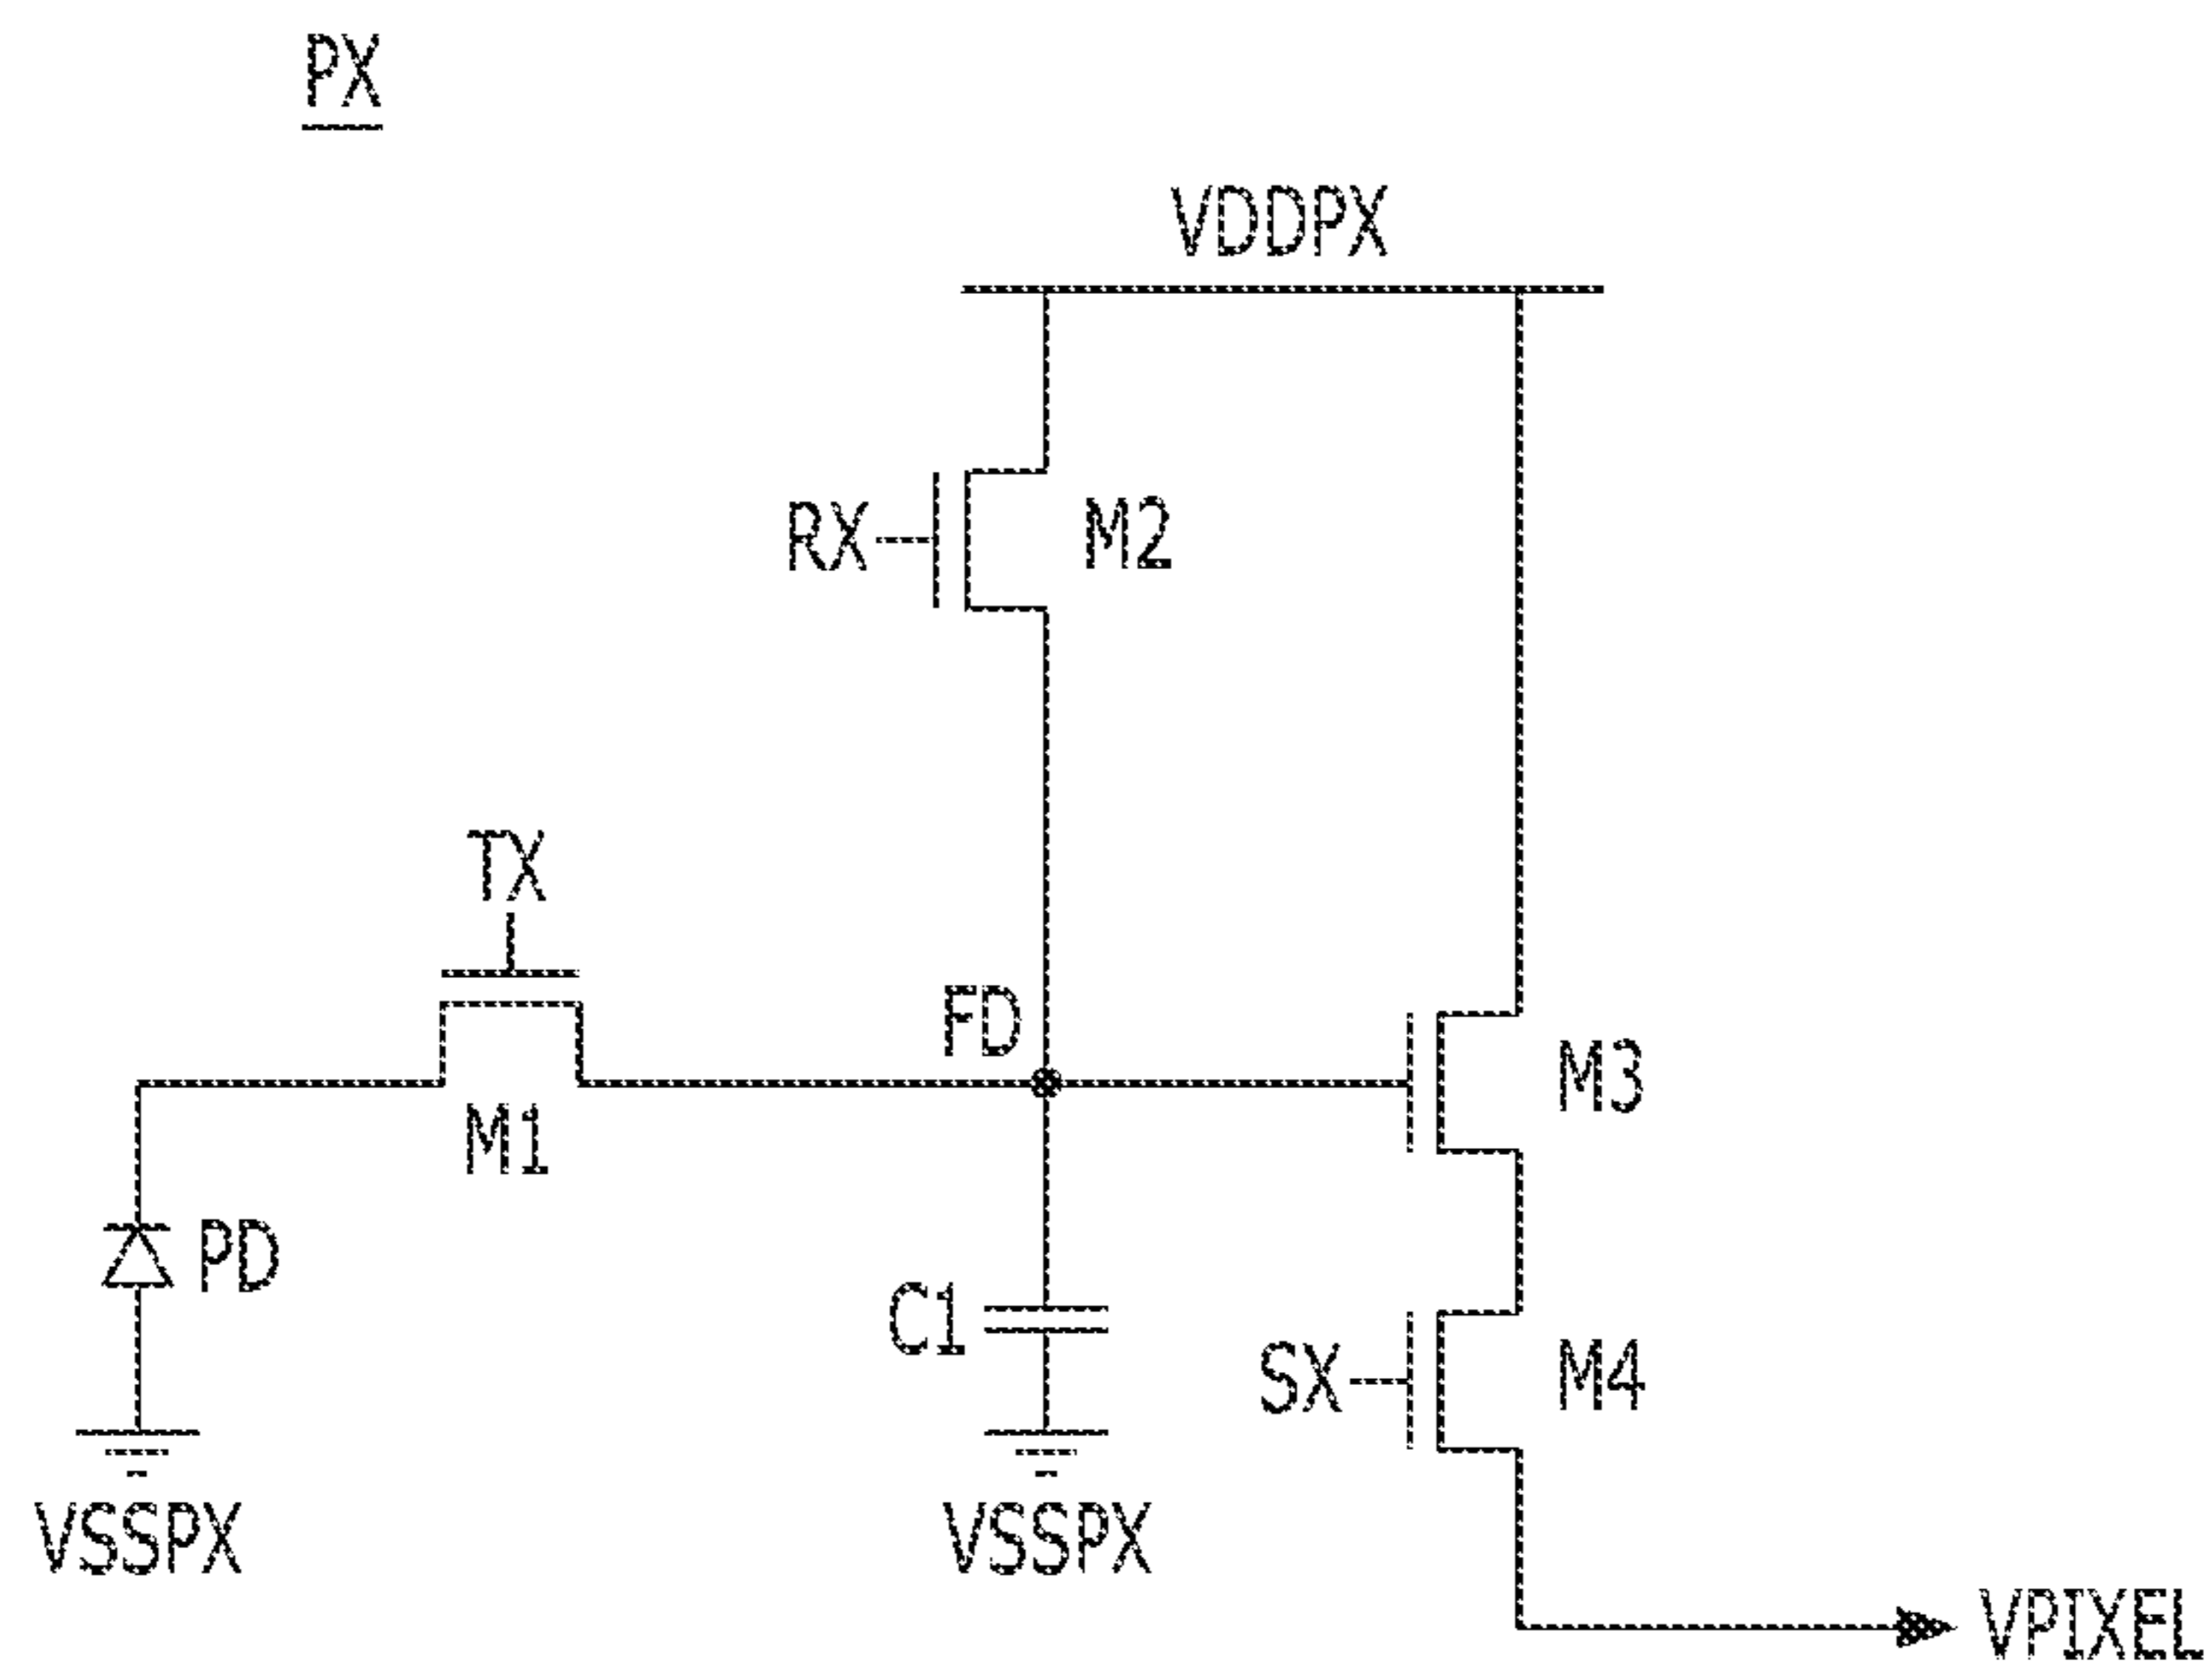 PX
VDDPX
RX
M2
TX
FD
M1
M3
PD
C1
SX
M4
VSSPX
VSSPX
VPIXEL